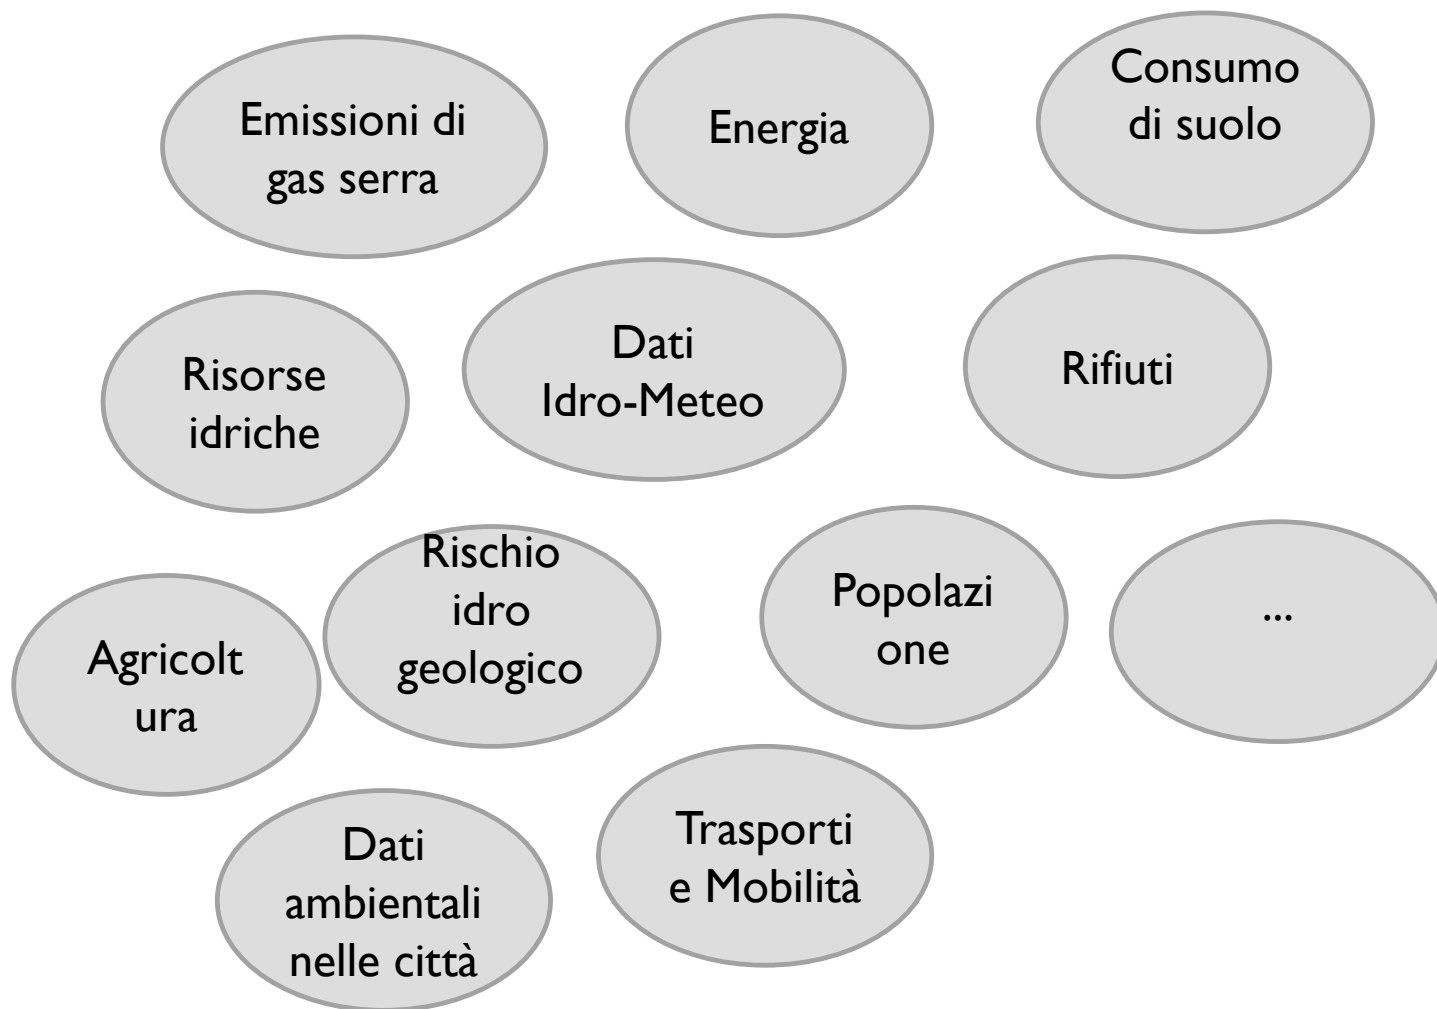 Emissioni di
gas serra
Energia
Consumo
di suolo
Risorse
idriche
Dati
Idro-Meteo
Rifiuti
Agricolt
ura
Rischio
idro
geologico
Popolazi
one
...
Dati
ambientali
nelle città
Trasporti
e Mobilità